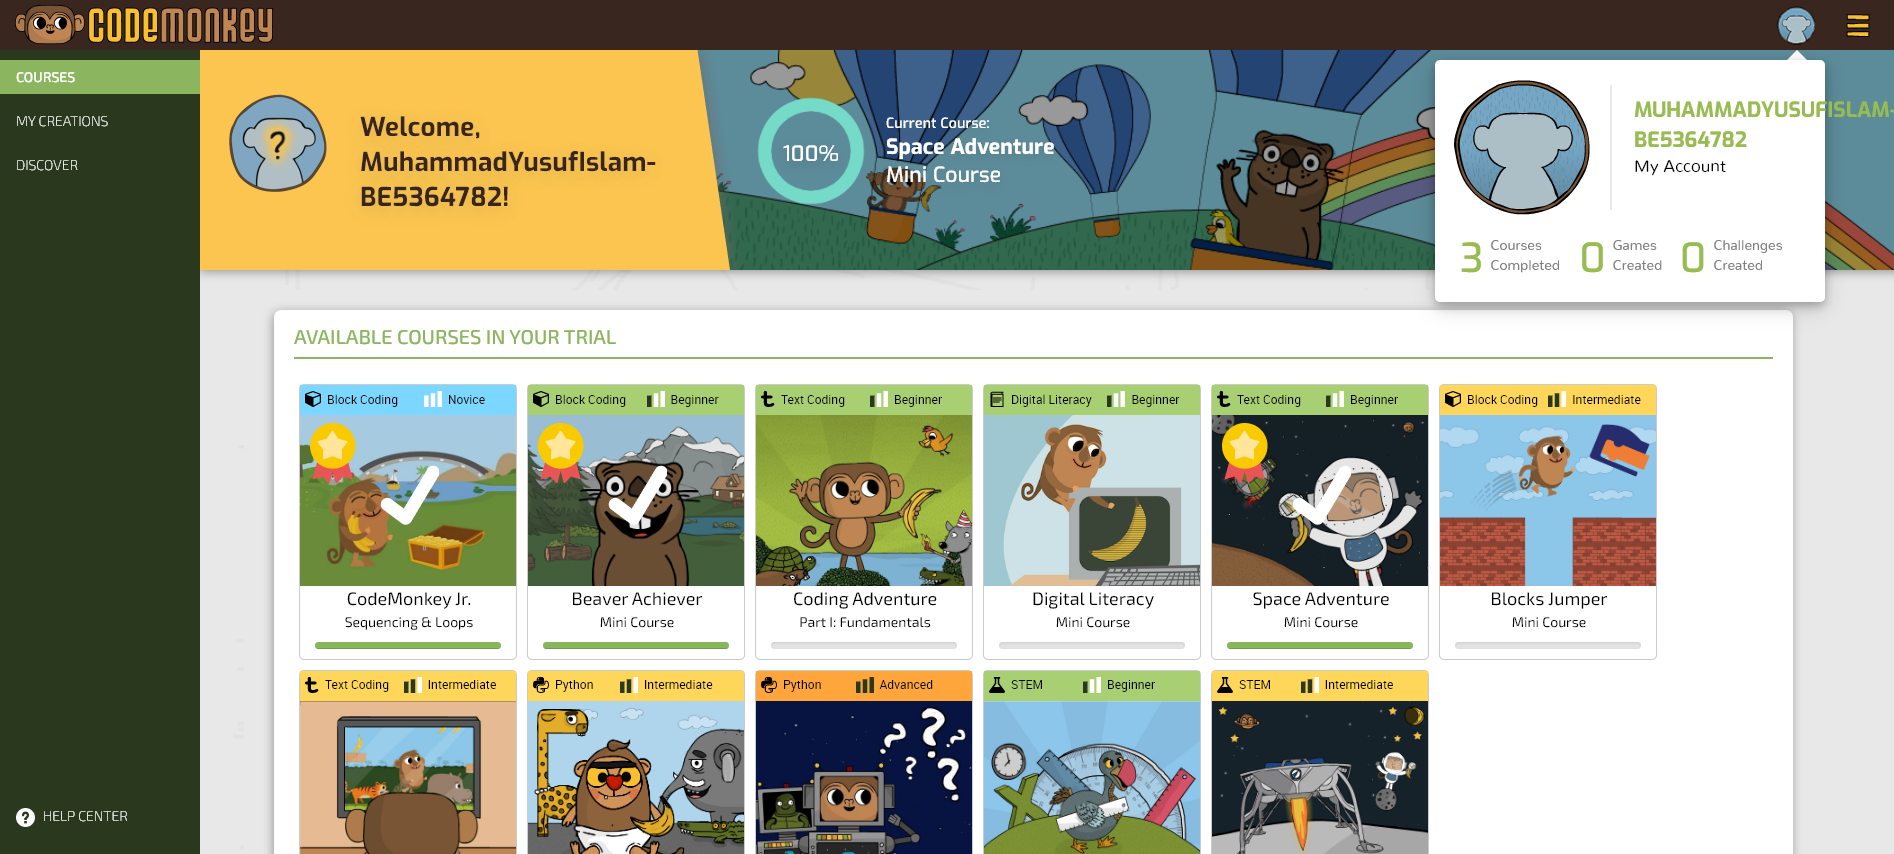 CODEMONKEY
COURSES
MY CREATIONS
DISCOVER
HELP CENTER
?
Welcome,
MuhammadYusufIslam-
BE5364782!
100%
Current Course:
Space Adventure
Mini Course
MUHAMMADYUSUFISLAM-
BE5364782
My Account
3 Courses Completed
0 Games Created
0 Challenges Created
AVAILABLE COURSES IN YOUR TRIAL
Block Coding Novice
CodeMonkey Jr.
Sequencing & Loops
Block Coding Beginner
Beaver Achiever
Mini Course
Text Coding Beginner
Coding Adventure
Part I: Fundamentals
Digital Literacy Beginner
Digital Literacy
Mini Course
Text Coding Beginner
Space Adventure
Mini Course
Block Coding Intermediate
Blocks Jumper
Mini Course
Text Coding Intermediate
Python Intermediate
Python Advanced
? ? ? ? ?
STEM Beginner
STEM Intermediate